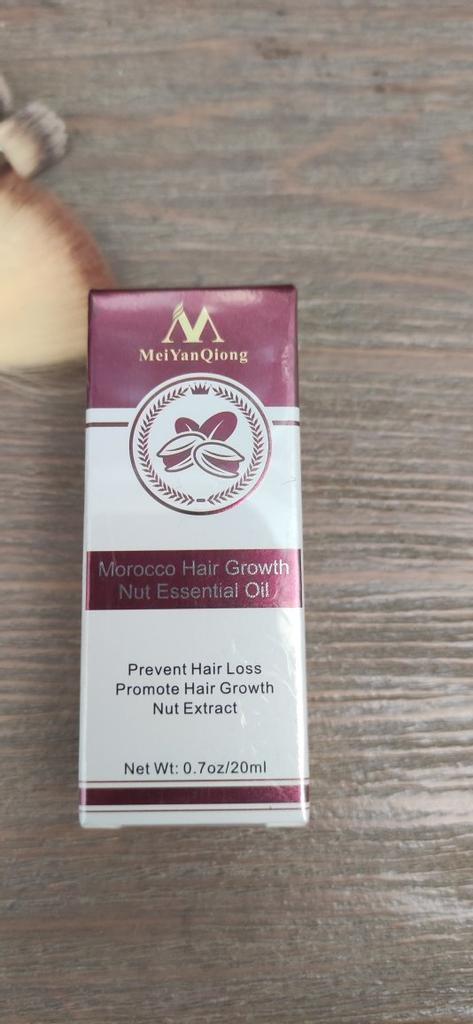 MeiYanQiong
Morocco Hair Growth
Nut Essential Oil
Prevent Hair Loss
Promote Hair Growth
Nut Extract
Net Wt: 0.7oz/20ml